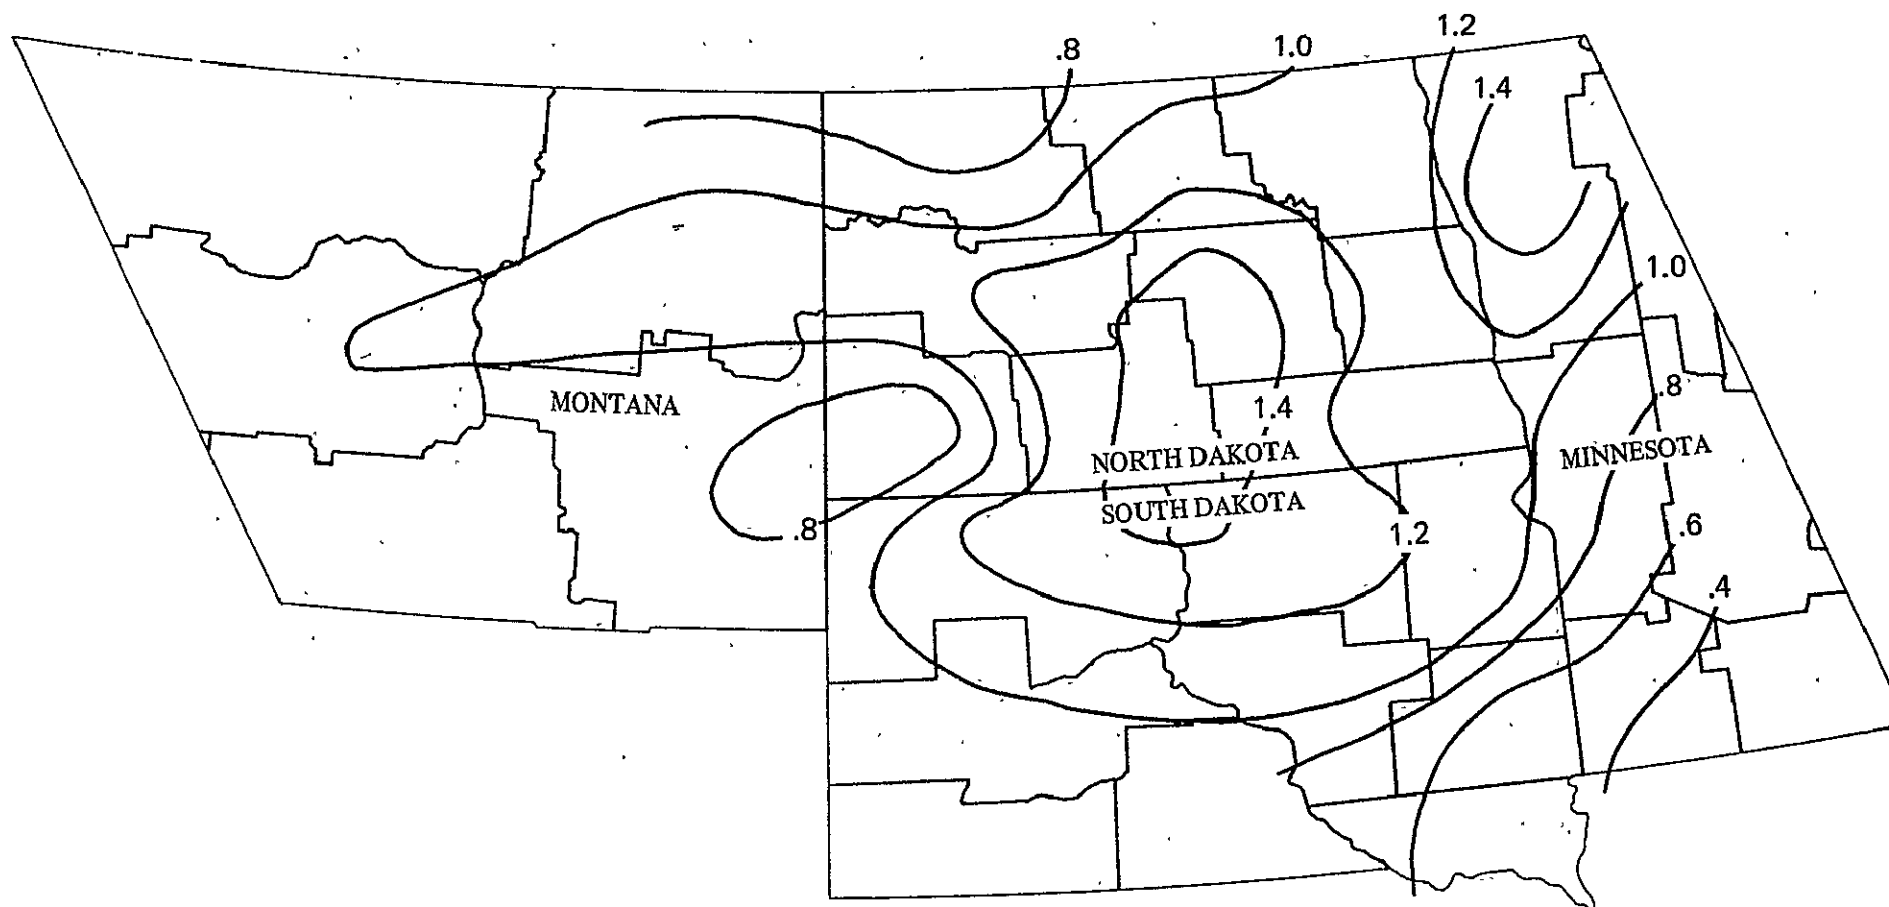 1.2
.8
1.0
1.4
1.0
.8
MONTANA
1.4
NORTH DAKOTA
MINNESOTA
SOUTH DAKOTA
.8
1.2
.6
.4